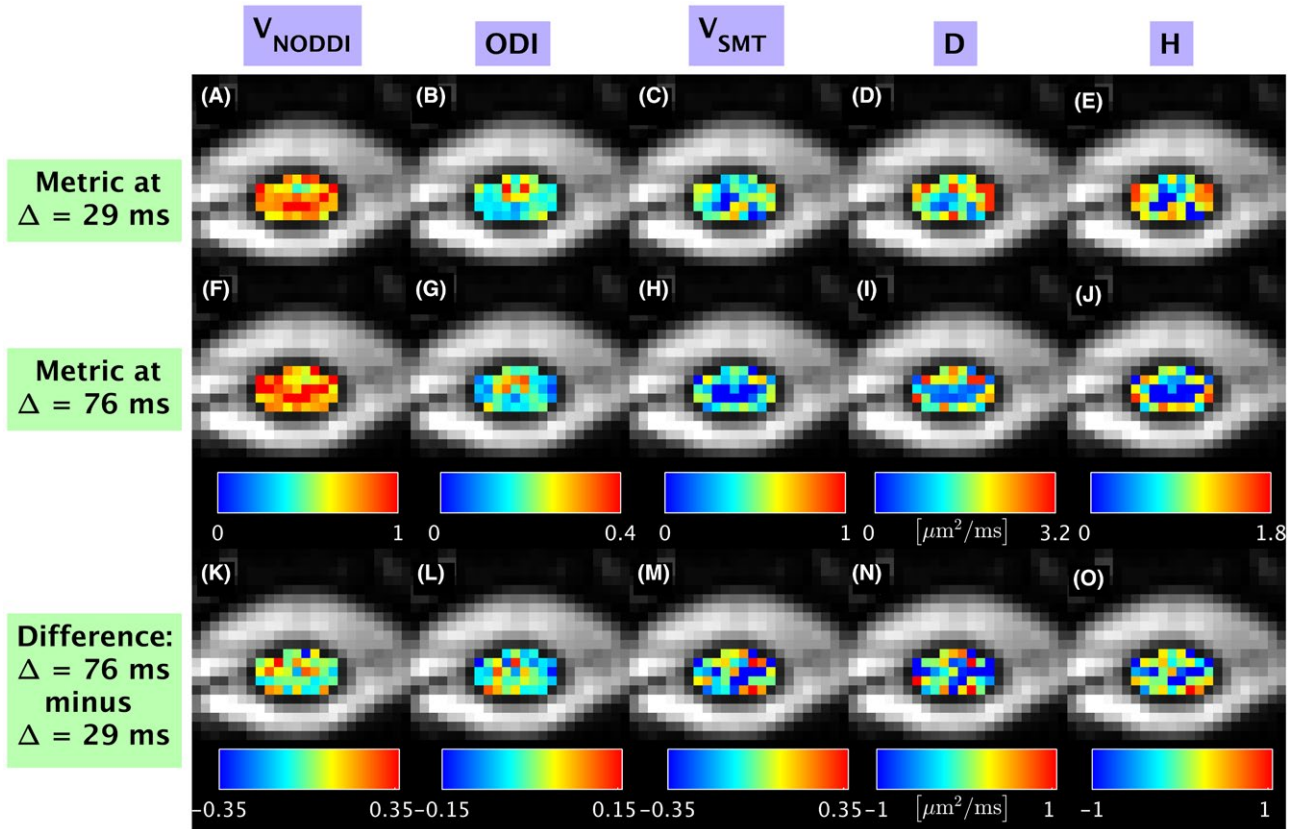 V_NODDI ODI V_SMT D H
(A) (B) (C) (D) (E)
Metric at
Δ = 29 ms
(F) (G) (H) (I) (J)
Metric at
Δ = 76 ms
0 1 0 0.4 0 1 0 [μm²/ms] 3.2 0 1.8
(K) (L) (M) (N) (O)
Difference:
Δ = 76 ms
minus
Δ = 29 ms
−0.35 0.35 −0.15 0.15 −0.35 0.35 −1 [μm²/ms] 1 −1 1